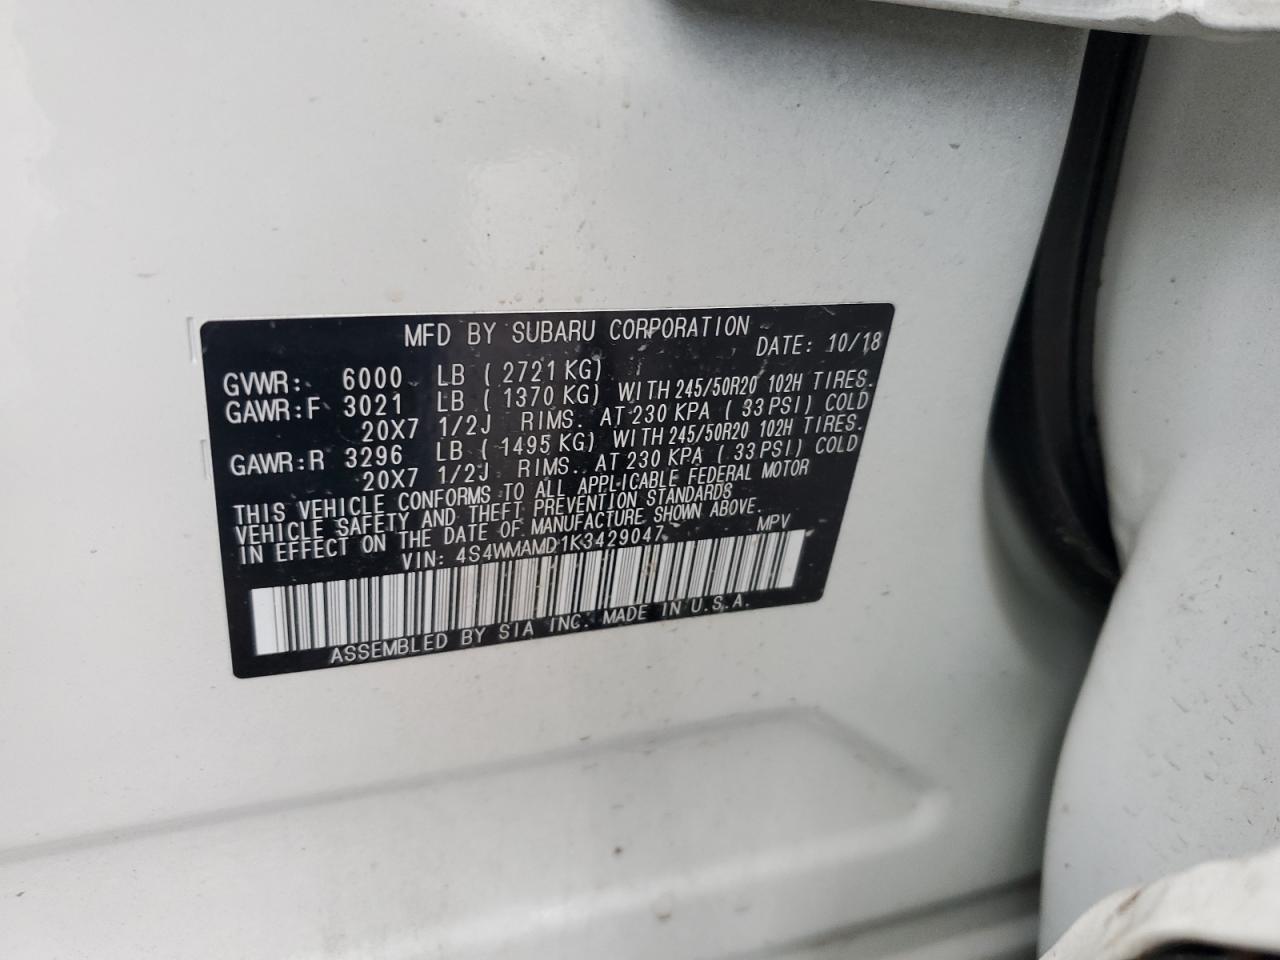 MFD BY SUBARU CORPORATION
DATE: 10/18
GVWR: 6000 LB ( 2721 KG)
GAWR:F 3021 LB ( 1370 KG) WITH 245/50R20 102H TIRES.
20X7 1/2J RIMS. AT 230 KPA ( 33 PSI) COLD
GAWR:R 3296 LB ( 1495 KG) WITH 245/50R20 102H TIRES.
20X7 1/2J RIMS. AT 230 KPA ( 33 PSI) COLD
THIS VEHICLE CONFORMS TO ALL APPLICABLE FEDERAL MOTOR
VEHICLE SAFETY AND THEFT PREVENTION STANDARDS
IN EFFECT ON THE DATE OF MANUFACTURE SHOWN ABOVE.
VIN: 4S4WMAMD1K3429047 MPV
ASSEMBLED BY SIA INC. MADE IN U.S.A.